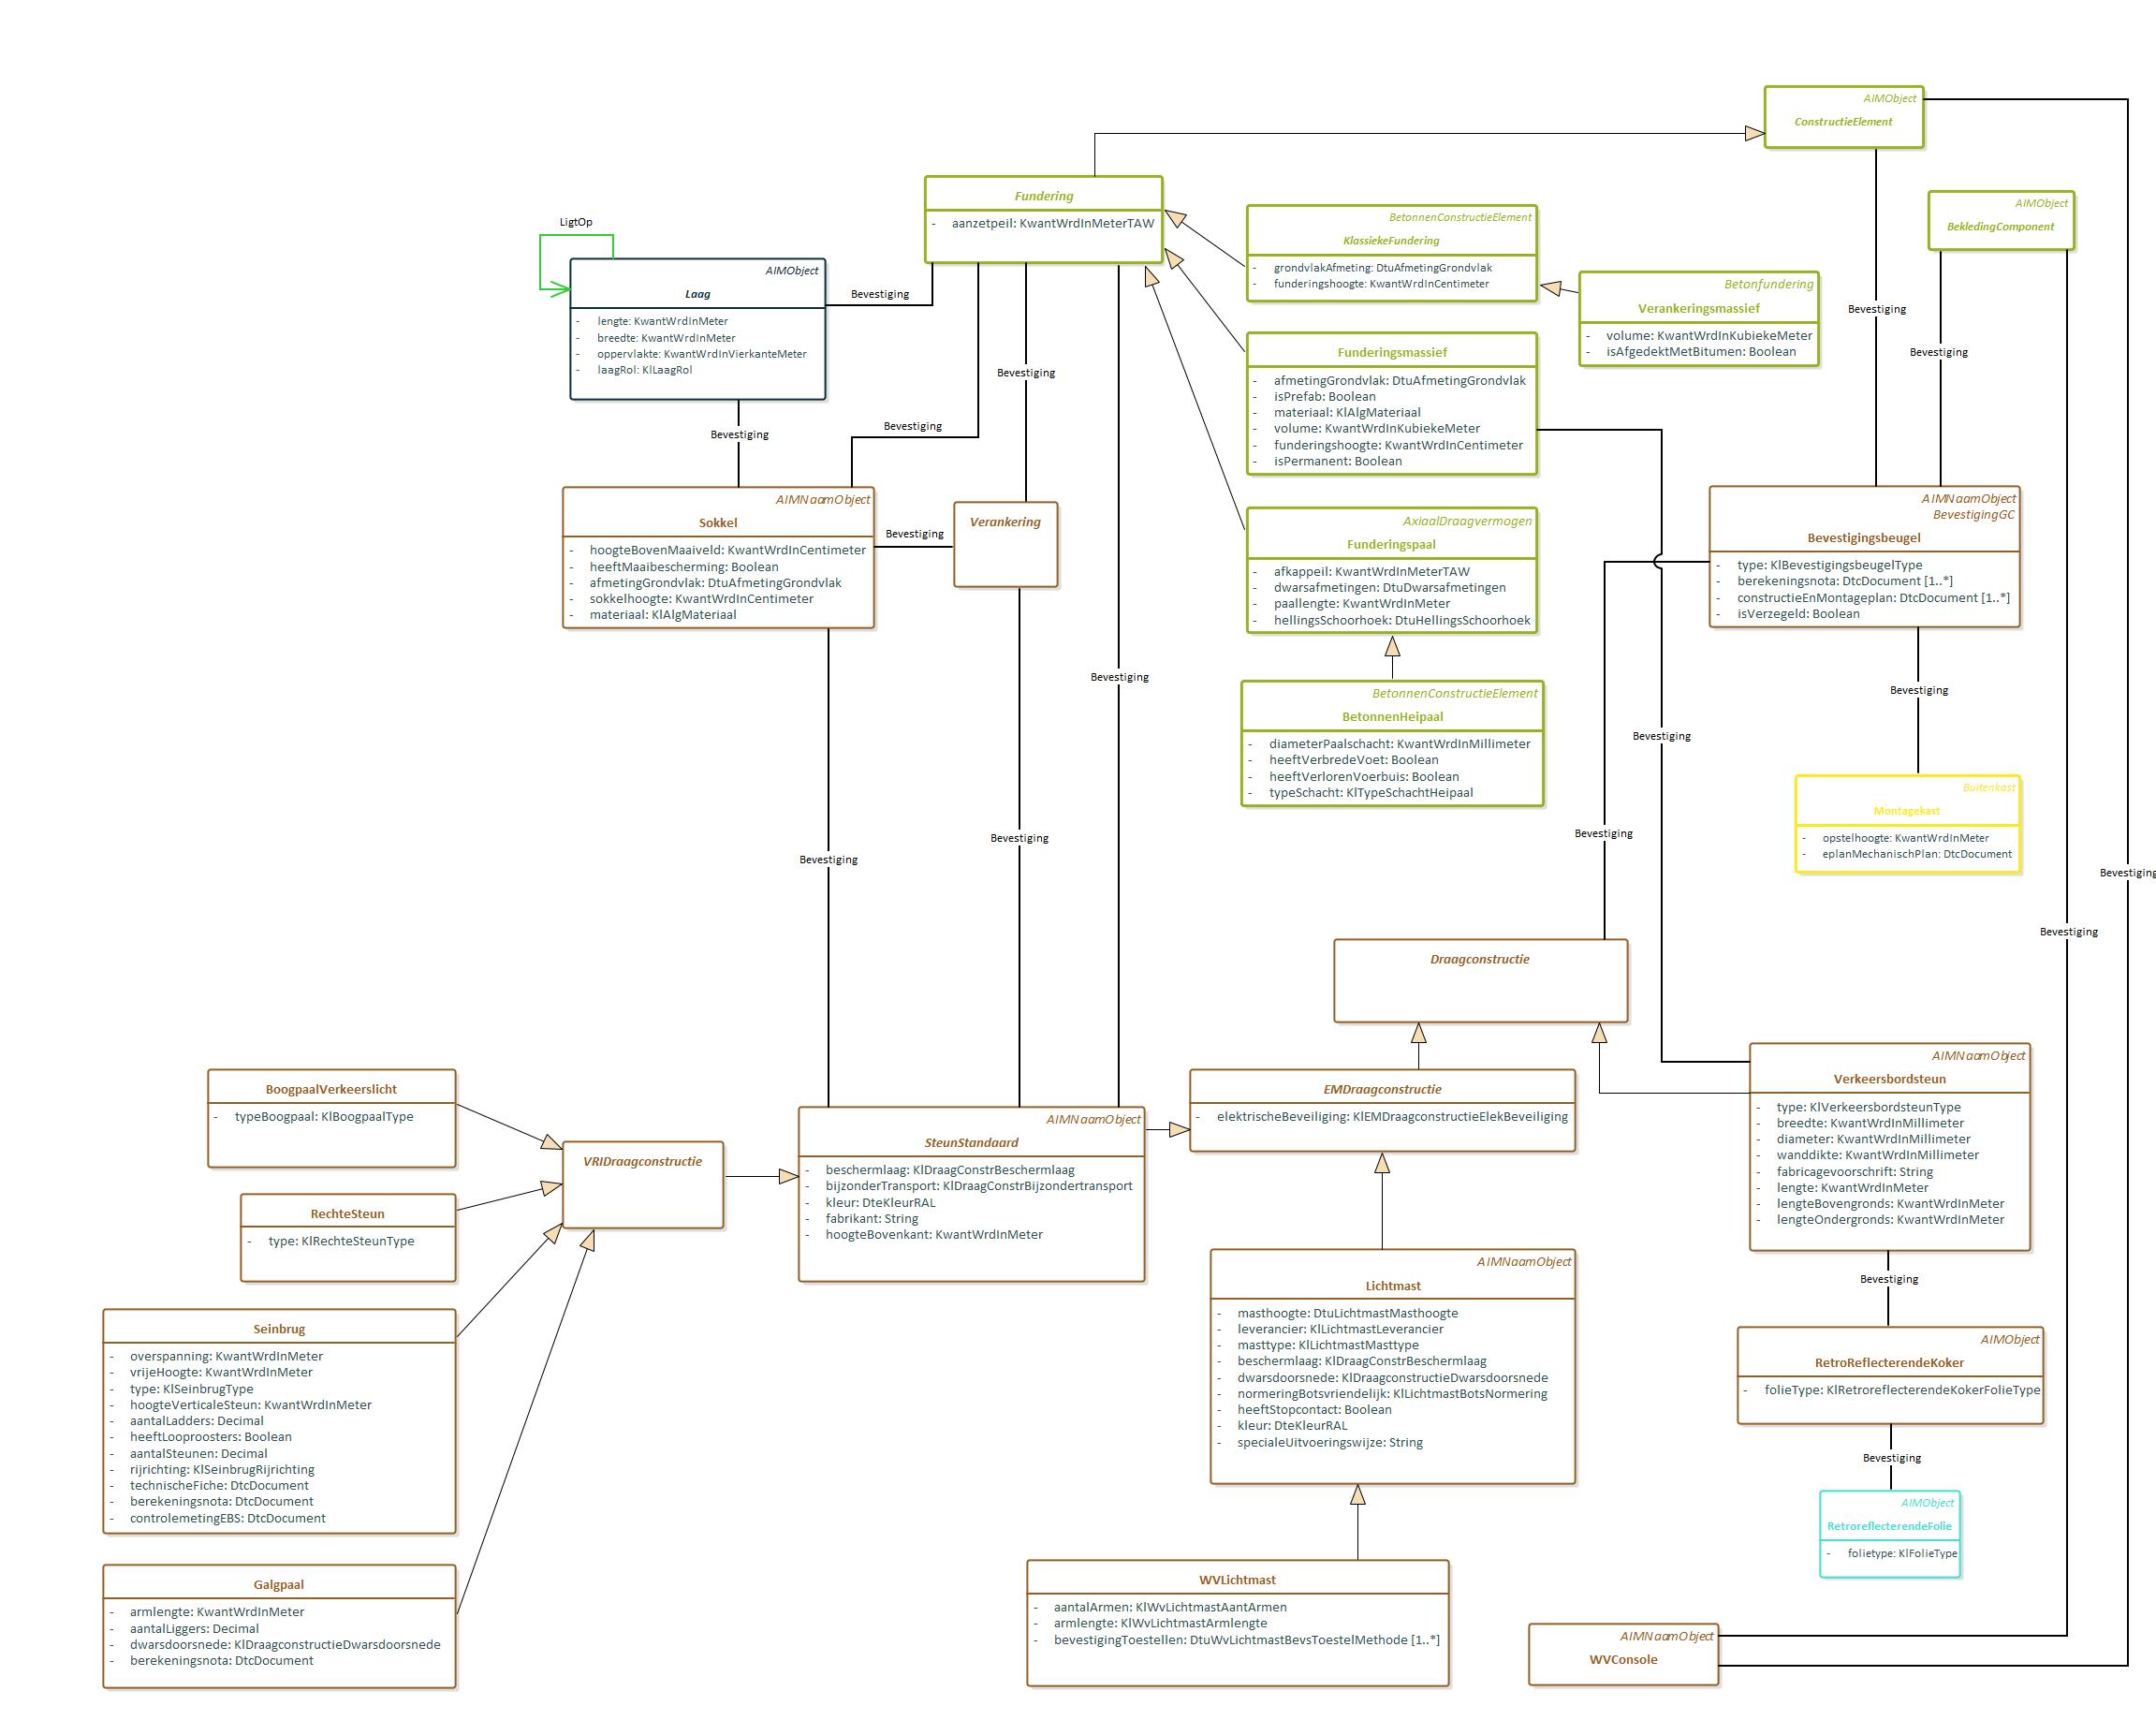 AIMObject
ConstructieElement
Fundering
- aanzetpeil: KwantWrdInMeterTAW
AIMObject
BekledingComponent
BetonnenConstructieElement
KlassiekeFundering
- grondvlakAfmeting: DtuAfmetingGrondvlak
- funderingshoogte: KwantWrdInCentimeter
LigtOp
AIMObject
Laag
- lengte: KwantWrdInMeter
- breedte: KwantWrdInMeter
- oppervlakte: KwantWrdInVierkanteMeter
- laagRol: KlLaagRol
Bevestiging
Betonfundering
Verankeringsmassief
- volume: KwantWrdInKubiekeMeter
- isAfgedektMetBitumen: Boolean
Bevestiging
Bevestiging
Funderingsmassief
- afmetingGrondvlak: DtuAfmetingGrondvlak
- isPrefab: Boolean
- materiaal: KlAlgMateriaal
- volume: KwantWrdInKubiekeMeter
- funderingshoogte: KwantWrdInCentimeter
- isPermanent: Boolean
Bevestiging
Bevestiging
Bevestiging
AIMNaamObject
Sokkel
- hoogteBovenMaaiveld: KwantWrdInCentimeter
- heeftMaaibescherming: Boolean
- afmetingGrondvlak: DtuAfmetingGrondvlak
- sokkelhoogte: KwantWrdInCentimeter
- materiaal: KlAlgMateriaal
Bevestiging
Verankering
AxiaalDraagvermogen
Funderingspaal
- afkappeil: KwantWrdInMeterTAW
- dwarsafmetingen: DtuDwarsafmetingen
- paallengte: KwantWrdInMeter
- hellingsSchoorhoek: DtuHellingsSchoorhoek
AIMNaamObject
BevestigingGC
Bevestigingsbeugel
- type: KlBevestigingsbeugelType
- berekeningsnota: DtcDocument [1..*]
- constructieEnMontageplan: DtcDocument [1..*]
- isVerzegeld: Boolean
Bevestiging
Bevestiging
BetonnenConstructieElement
BetonnenHeipaal
- diameterPaalschacht: KwantWrdInMillimeter
- heeftVerbredeVoet: Boolean
- heeftVerlorenVoerbuis: Boolean
- typeSchacht: KlTypeSchachtHeipaal
Bevestiging
Buitenkast
Montagekast
- opstelhoogte: KwantWrdInMeter
- eplanMechanischPlan: DtcDocument
Bevestiging
Bevestiging
Bevestiging
Bevestiging
Bevestiging
Draagconstructie
BoogpaalVerkeerslicht
- typeBoogpaal: KlBoogpaalType
VRIDraagconstructie
RechteSteun
- type: KlRechteSteunType
AIMNaamObject
SteunStandaard
- beschermlaag: KlDraagConstrBeschermlaag
- bijzonderTransport: KlDraagConstrBijzondertransport
- kleur: DteKleurRAL
- fabrikant: String
- hoogteBovenkant: KwantWrdInMeter
EMDraagconstructie
- elektrischeBeveiliging: KlEMDraagconstructieElekBeveiliging
AIMNaamObject
Verkeersbordsteun
- type: KlVerkeersbordsteunType
- breedte: KwantWrdInMillimeter
- diameter: KwantWrdInMillimeter
- wanddikte: KwantWrdInMillimeter
- fabricagevoorschrift: String
- lengte: KwantWrdInMeter
- lengteBovengronds: KwantWrdInMeter
- lengteOndergronds: KwantWrdInMeter
Bevestiging
Seinbrug
- overspanning: KwantWrdInMeter
- vrijeHoogte: KwantWrdInMeter
- type: KlSeinbrugType
- hoogteVerticaleSteun: KwantWrdInMeter
- aantalLadders: Decimal
- heeftLooproosters: Boolean
- aantalSteunen: Decimal
- rijrichting: KlSeinbrugRijrichting
- technischeFiche: DtcDocument
- berekeningsnota: DtcDocument
- controlemetingEBS: DtcDocument
AIMNaamObject
Lichtmast
- masthoogte: DtuLichtmastMasthoogte
- leverancier: KlLichtmastLeverancier
- masttype: KlLichtmastMasttype
- beschermlaag: KlDraagConstrBeschermlaag
- dwarsdoorsnede: KlDraagconstructieDwarsdoorsnede
- normeringBotsvriendelijk: KlLichtmastBotsNormering
- heeftStopcontact: Boolean
- kleur: DteKleurRAL
- specialeUitvoeringswijze: String
AIMObject
RetroReflecterendeKoker
- folieType: KlRetroreflecterendeKokerFolieType
Bevestiging
AIMObject
RetroreflecterendeFolie
- folietype: KlFolieType
Galgpaal
- armlengte: KwantWrdInMeter
- aantalLiggers: Decimal
- dwarsdoorsnede: KlDraagconstructieDwarsdoorsnede
- berekeningsnota: DtcDocument
WVLichtmast
- aantalArmen: KlWvLichtmastAantArmen
- armlengte: KlWvLichtmastArmlengte
- bevestigingToestellen: DtuWvLichtmastBevsToestelMethode [1..*]
AIMNaamObject
WVConsole